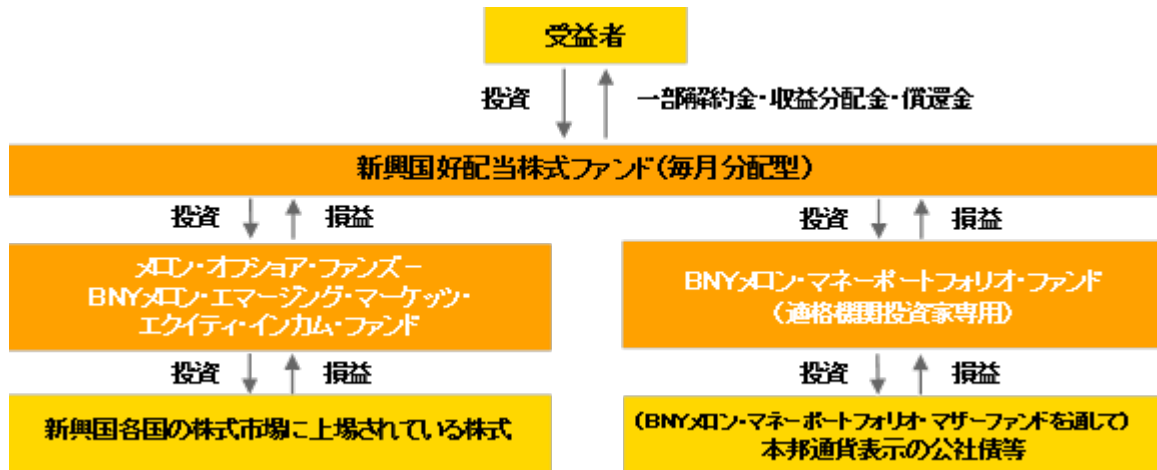 受益者
投資
一部解約金・収益分配金・償還金
新興国好配当株式ファンド(毎月分配型)
投資 損益
投資 損益
メロン・オフショア・ファンズー
BNYメロン・エマージング・マーケッツ・
エクイティ・インカム・ファンド
BNYメロン・マネーポートフォリオ・ファンド
(適格機関投資家専用)
投資 損益
投資 損益
新興国各国の株式市場に上場されている株式
(BNYメロン・マネーポートフォリオ マザーファンドを通して)
本邦通貨表示の公社債等